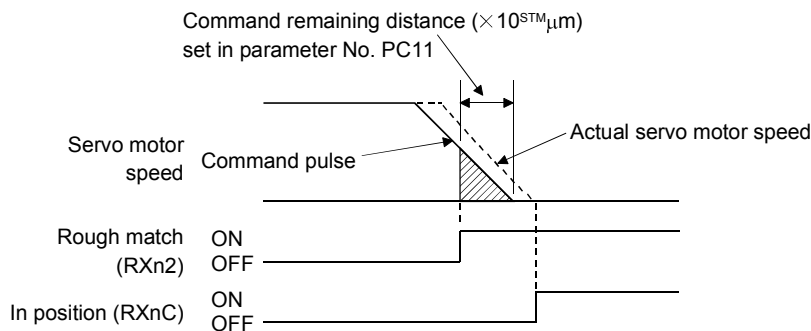 Command remaining distance (×10ˢᵀᴹμm)
set in parameter No. PC11
Actual servo motor speed
Servo motor
speed
Command pulse
Rough match
(RXn2)
ON
OFF
In position (RXnC)
ON
OFF